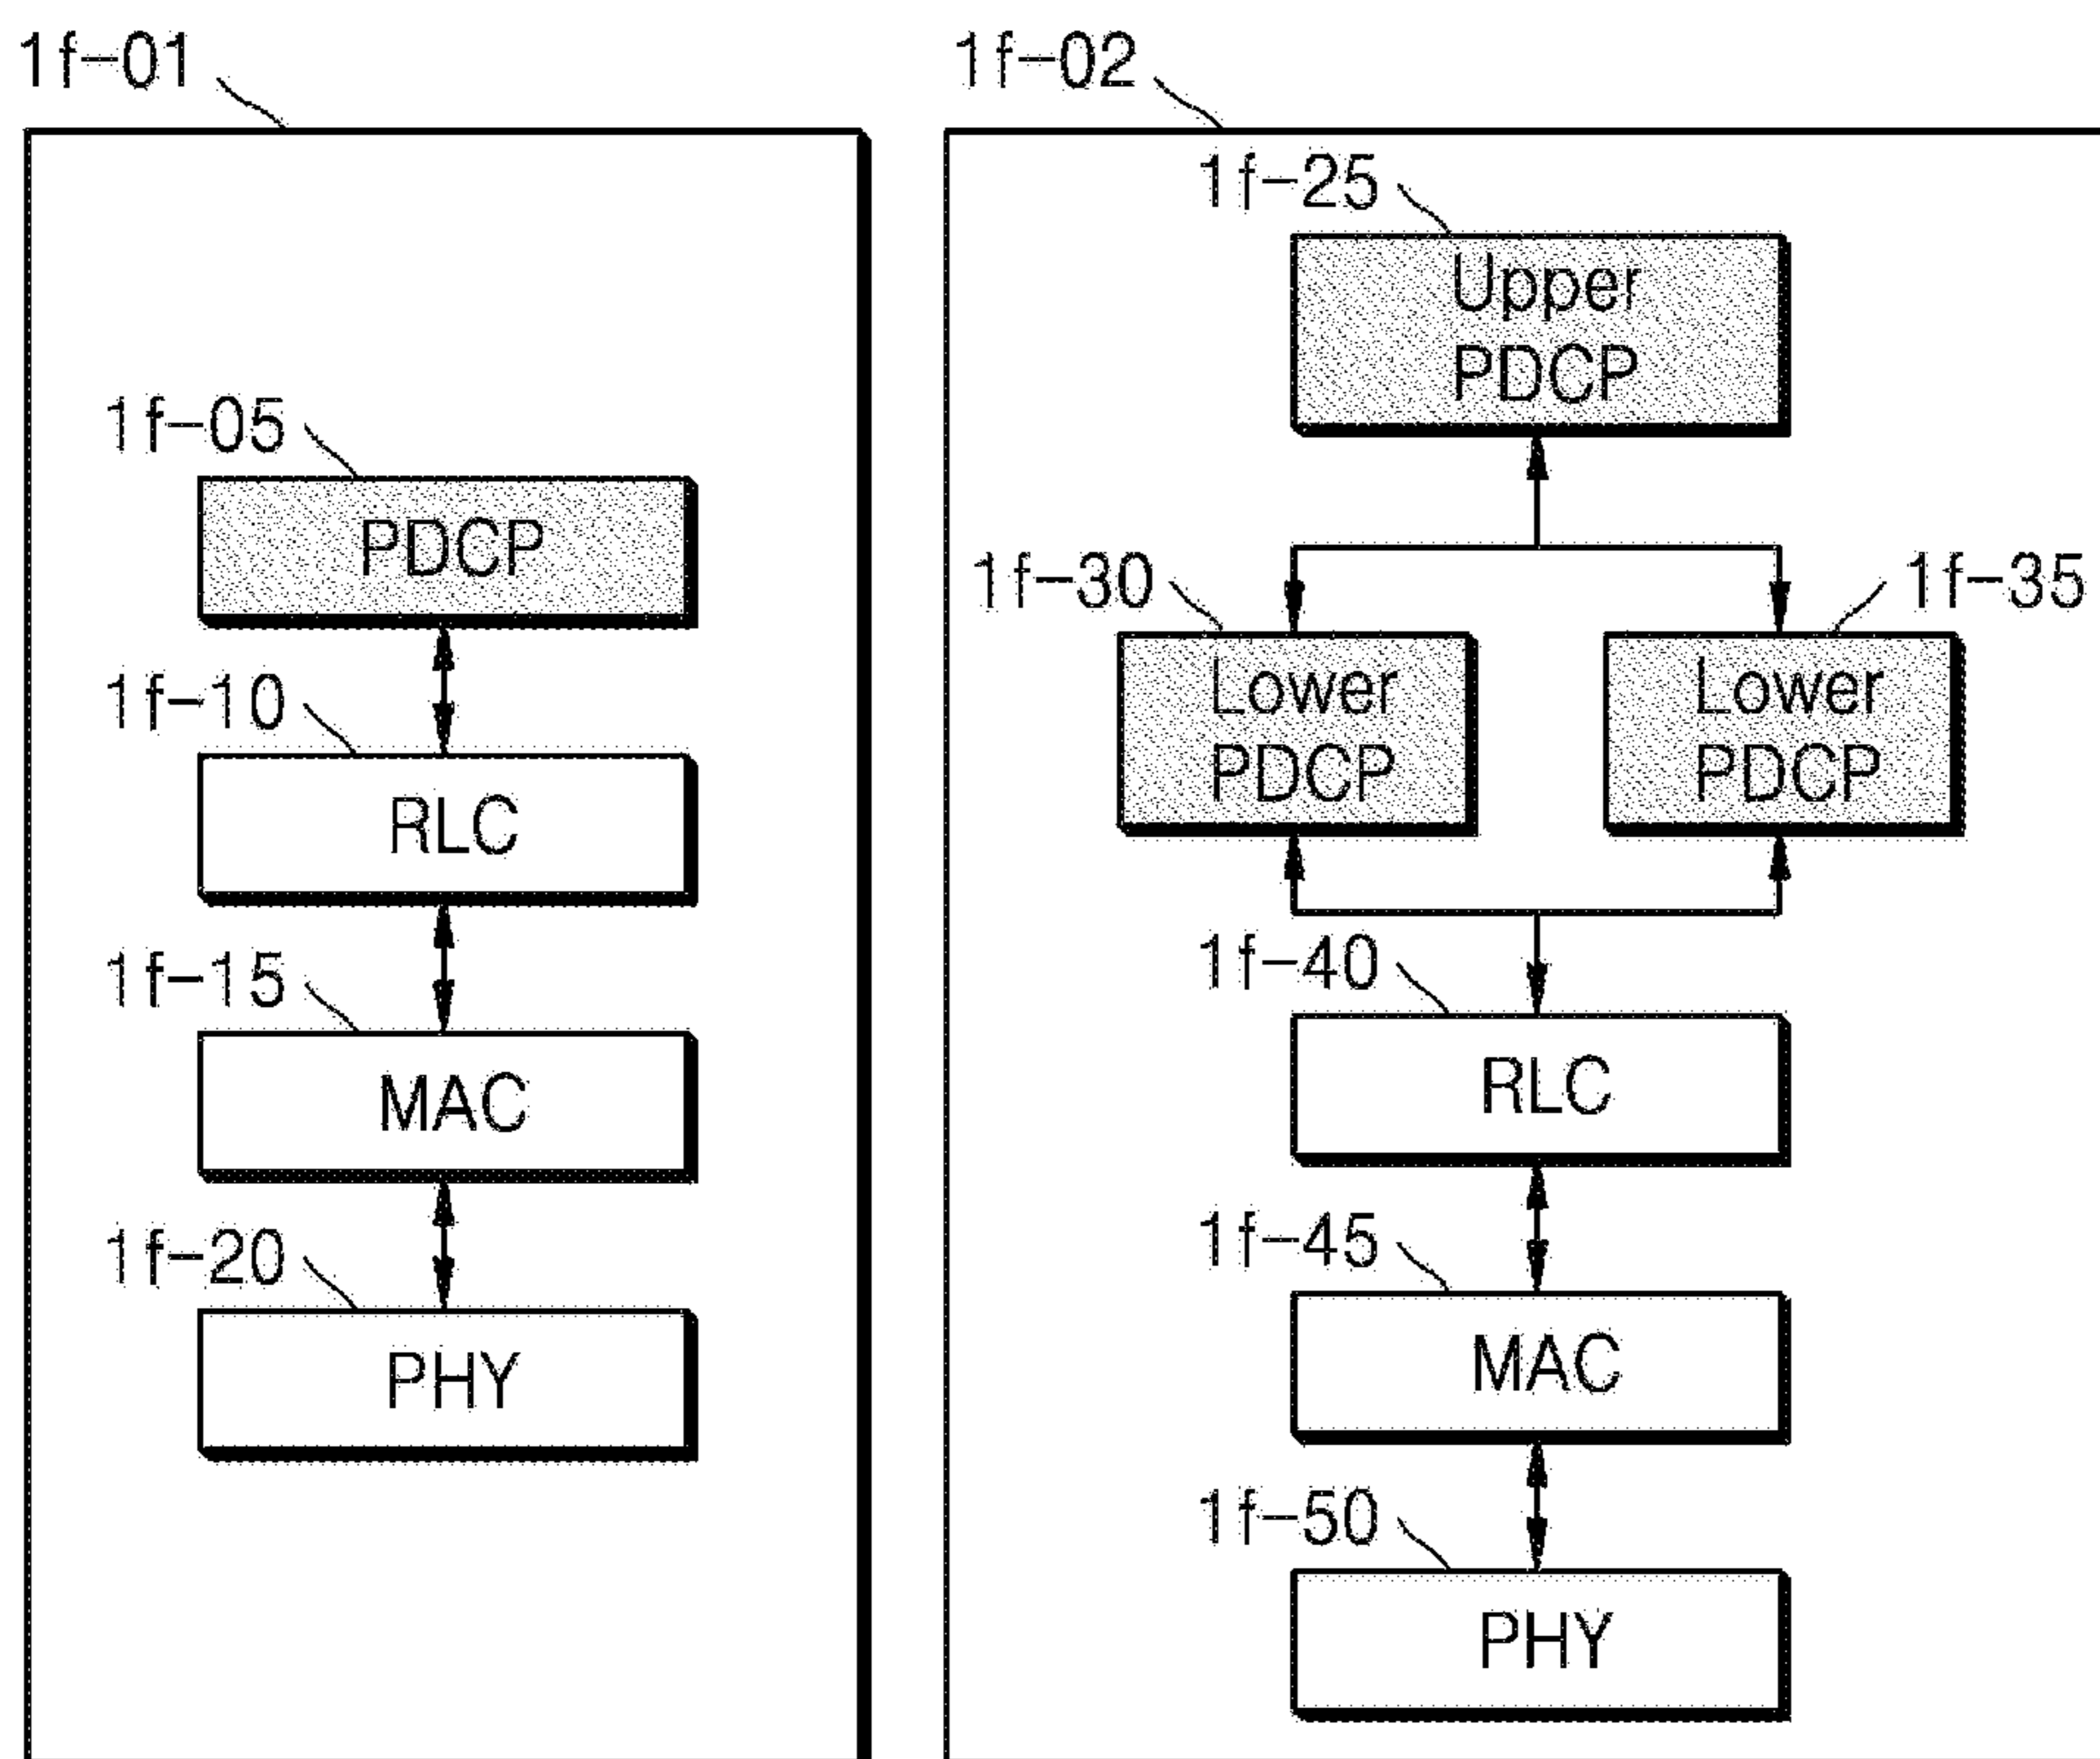 1f-01
1f-05
PDCP
1f-10
RLC
1f-15
MAC
1f-20
PHY
1f-02
1f-25
Upper
PDCP
1f-30
Lower
PDCP
1f-35
Lower
PDCP
1f-40
RLC
1f-45
MAC
1f-50
PHY